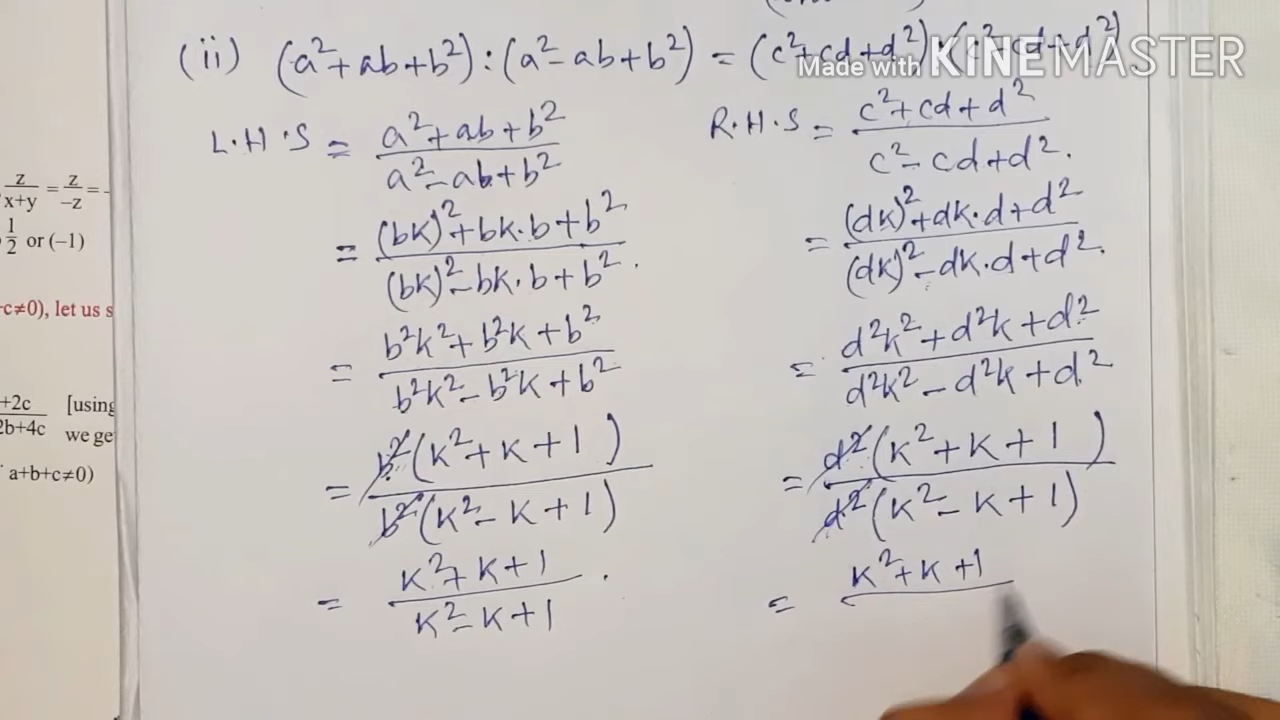 (ii) (a²+ab+b²):(a²-ab+b²) = (c²+cd+d²) (c²-cd+d²)
Made with KINEMASTER
L.H.S = (a²+ab+b²)/(a²-ab+b²)
R.H.S = (c²+cd+d²)/(c²-cd+d²).
= ((bk)²+bk·b+b²)/((bk)²-bk·b+b²).
= ((dk)²+dk·d+d²)/((dk)²-dk·d+d²).
= (b²k²+b²k+b²)/(b²k²-b²k+b²)
= (d²k²+d²k+d²)/(d²k²-d²k+d²)
= b²(k²+k+1)/b²(k²-k+1)
= d²(k²+k+1)/d²(k²-k+1)
= (k²+k+1)/(k²-k+1).
= k²+k+1
z/(x+y) = z/-z = -
1/2 or (-1)
c≠0), let us s
+2c/2b+4c [using
we ge
a+b+c≠0)